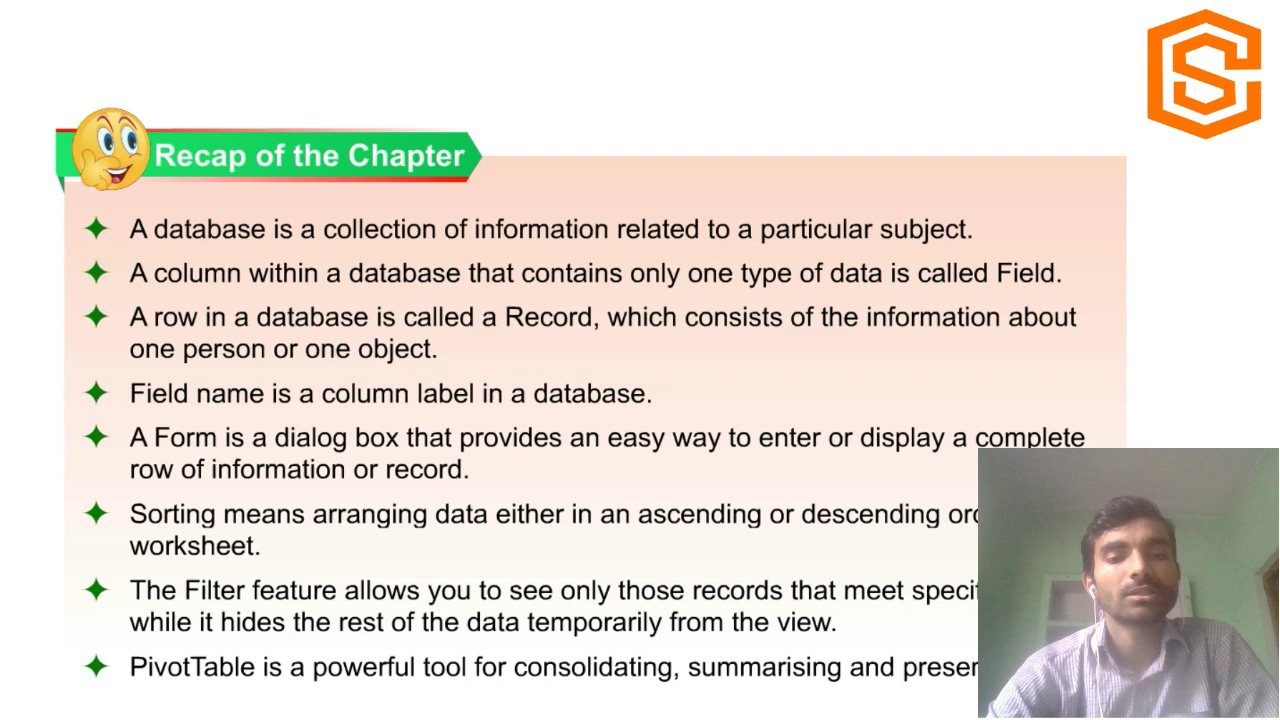 Recap of the Chapter
A database is a collection of information related to a particular subject.
A column within a database that contains only one type of data is called Field.
A row in a database is called a Record, which consists of the information about
one person or one object.
Field name is a column label in a database.
A Form is a dialog box that provides an easy way to enter or display a complete
row of information or record.
Sorting means arranging data either in an ascending or descending
worksheet.
The Filter feature allows you to see only those records that meet
while it hides the rest of the data temporarily from the view.
PivotTable is a powerful tool for consolidating, summarising and